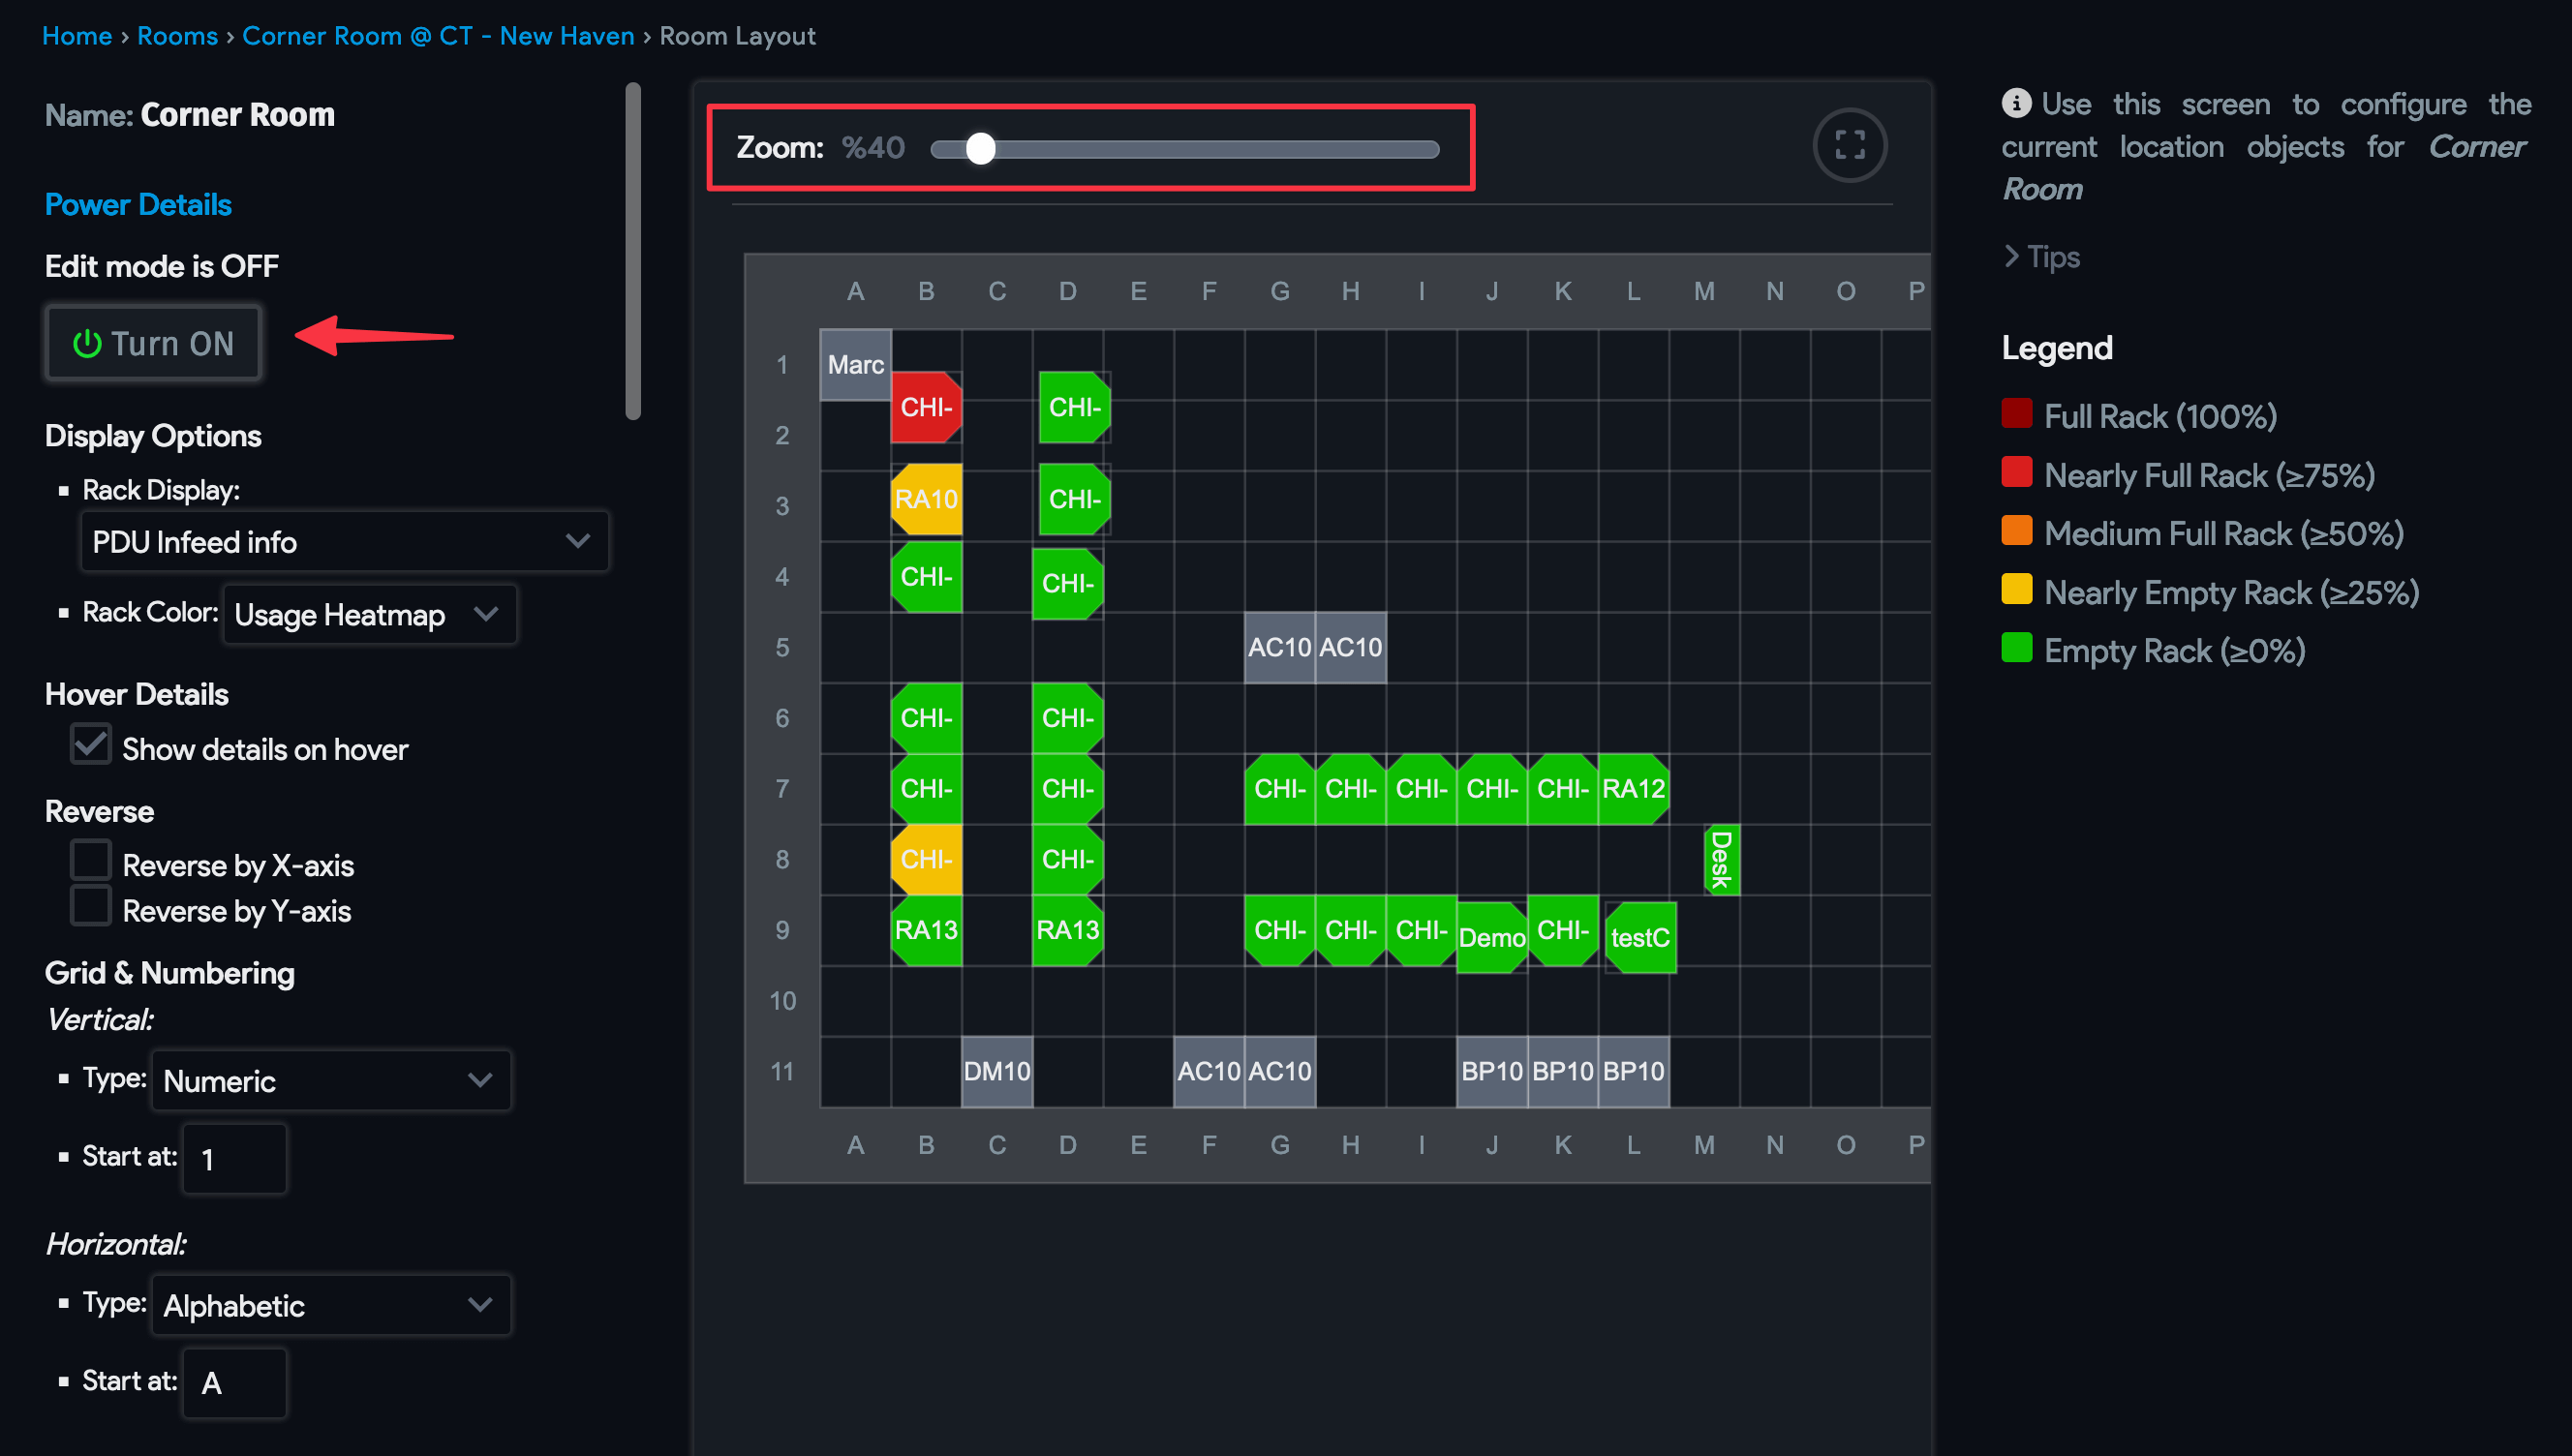 Home › Rooms › Corner Room @ CT - New Haven › Room Layout
Name: Corner Room
Power Details
Edit mode is OFF
Turn ON
Display Options
Rack Display:
PDU Infeed info
Rack Color: Usage Heatmap
Hover Details
Show details on hover
Reverse
Reverse by X-axis
Reverse by Y-axis
Grid & Numbering
Vertical:
Type: Numeric
Start at: 1
Horizontal:
Type: Alphabetic
Start at: A
Zoom: %40
A B C D E F G H I J K L M N O P
1 Marc
CHI- CHI-
2
3 RA10 CHI-
4 CHI- CHI-
5 AC10 AC10
6 CHI- CHI-
7 CHI- CHI- CHI- CHI- CHI- CHI- CHI- RA12
8 CHI- CHI- Desk
9 RA13 RA13 CHI- CHI- CHI- Demo CHI- testC
10
11 DM10 AC10 AC10 BP10 BP10 BP10
A B C D E F G H I J K L M N O P
Use this screen to configure the
current location objects for Corner
Room
Tips
Legend
Full Rack (100%)
Nearly Full Rack (≥75%)
Medium Full Rack (≥50%)
Nearly Empty Rack (≥25%)
Empty Rack (≥0%)